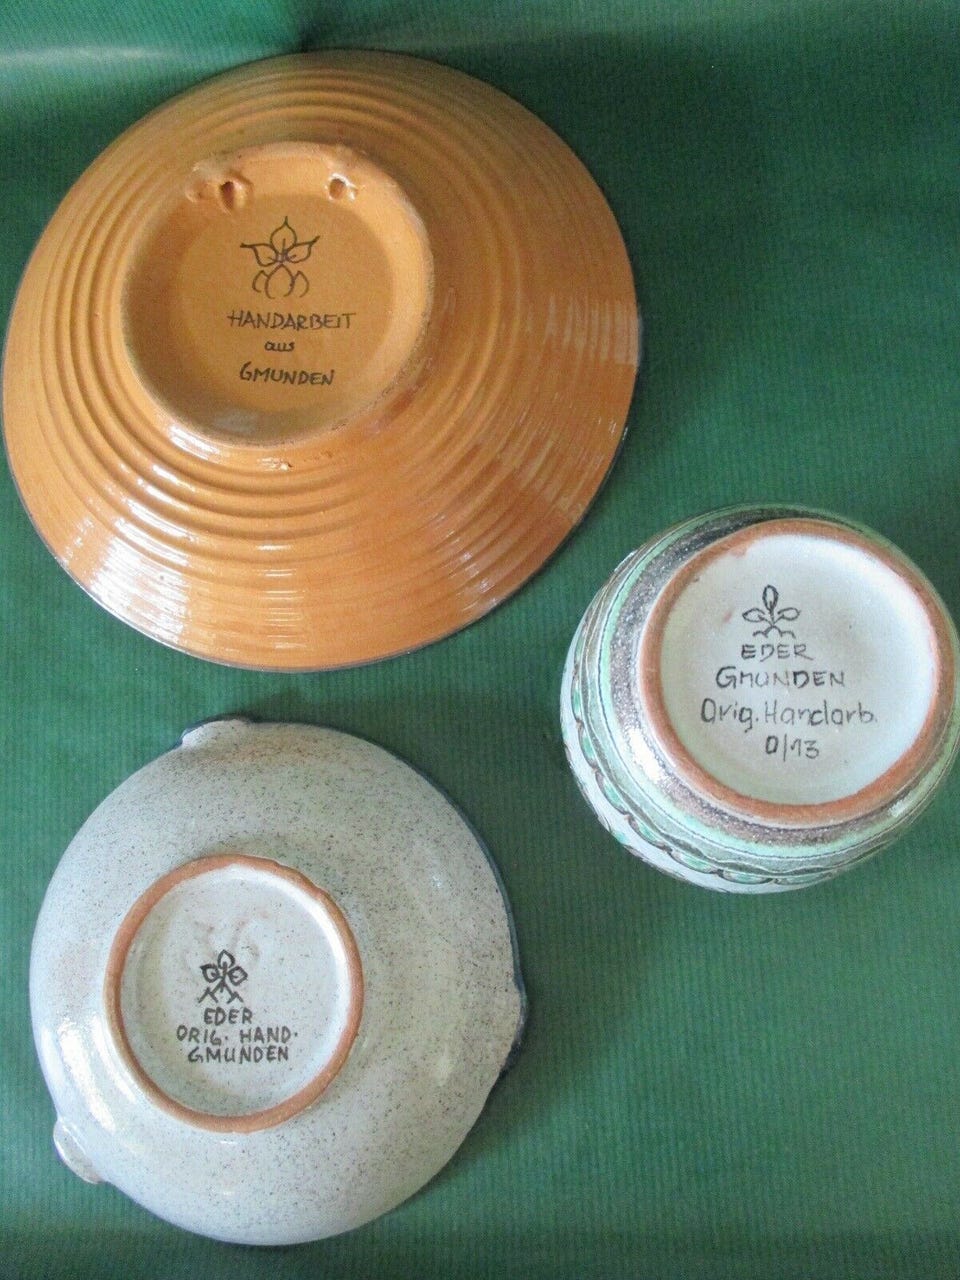 HANDARBEIT
aus
GMUNDEN
EDER
GMUNDEN
Orig. Handarb.
0/13
EDER
ORIG. HAND.
GMUNDEN